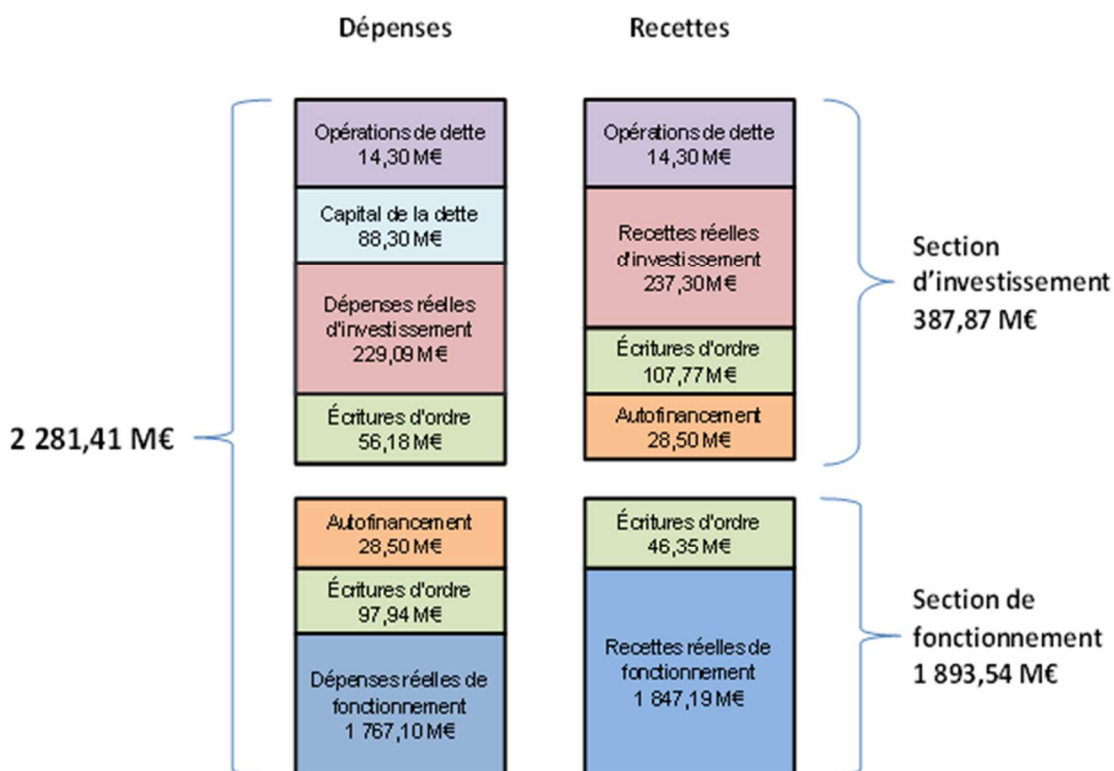 Dépenses
Recettes
Opérations de dette
14,30 M€
Capital de la dette
88,30 M€
Dépenses réelles
d'investissement
229,09 M€
Écritures d'ordre
56,18 M€
Opérations de dette
14,30 M€
Recettes réelles
d'investissement
237,30 M€
Écritures d'ordre
107,77 M€
Autofinancement
28,50 M€
Section
d’investissement
387,87 M€
2 281,41 M€
Autofinancement
28,50 M€
Écritures d'ordre
97,94 M€
Dépenses réelles de
fonctionnement
1 767,10 M€
Écritures d'ordre
46,35 M€
Recettes réelles de
fonctionnement
1 847,19 M€
Section de
fonctionnement
1 893,54 M€